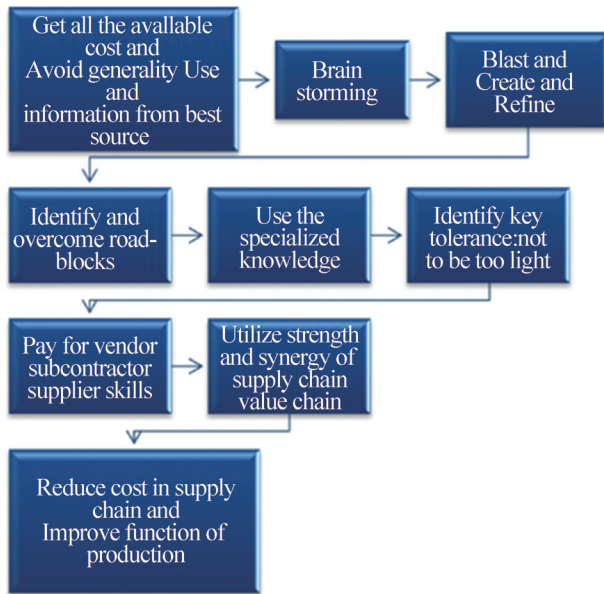 Get all the available
cost and
Avoid generality Use
and
information from best
source
Brain
storming
Blast and
Create and
Refine
Identify and
overcome road-
blocks
Use the
specialized
knowledge
Identify key
tolerance:not
to be too light
Pay for vendor
subcontractor
supplier skills
Utilize strength
and synergy of
supply chain
value chain
Reduce cost in supply
chain and
Improve function of
production